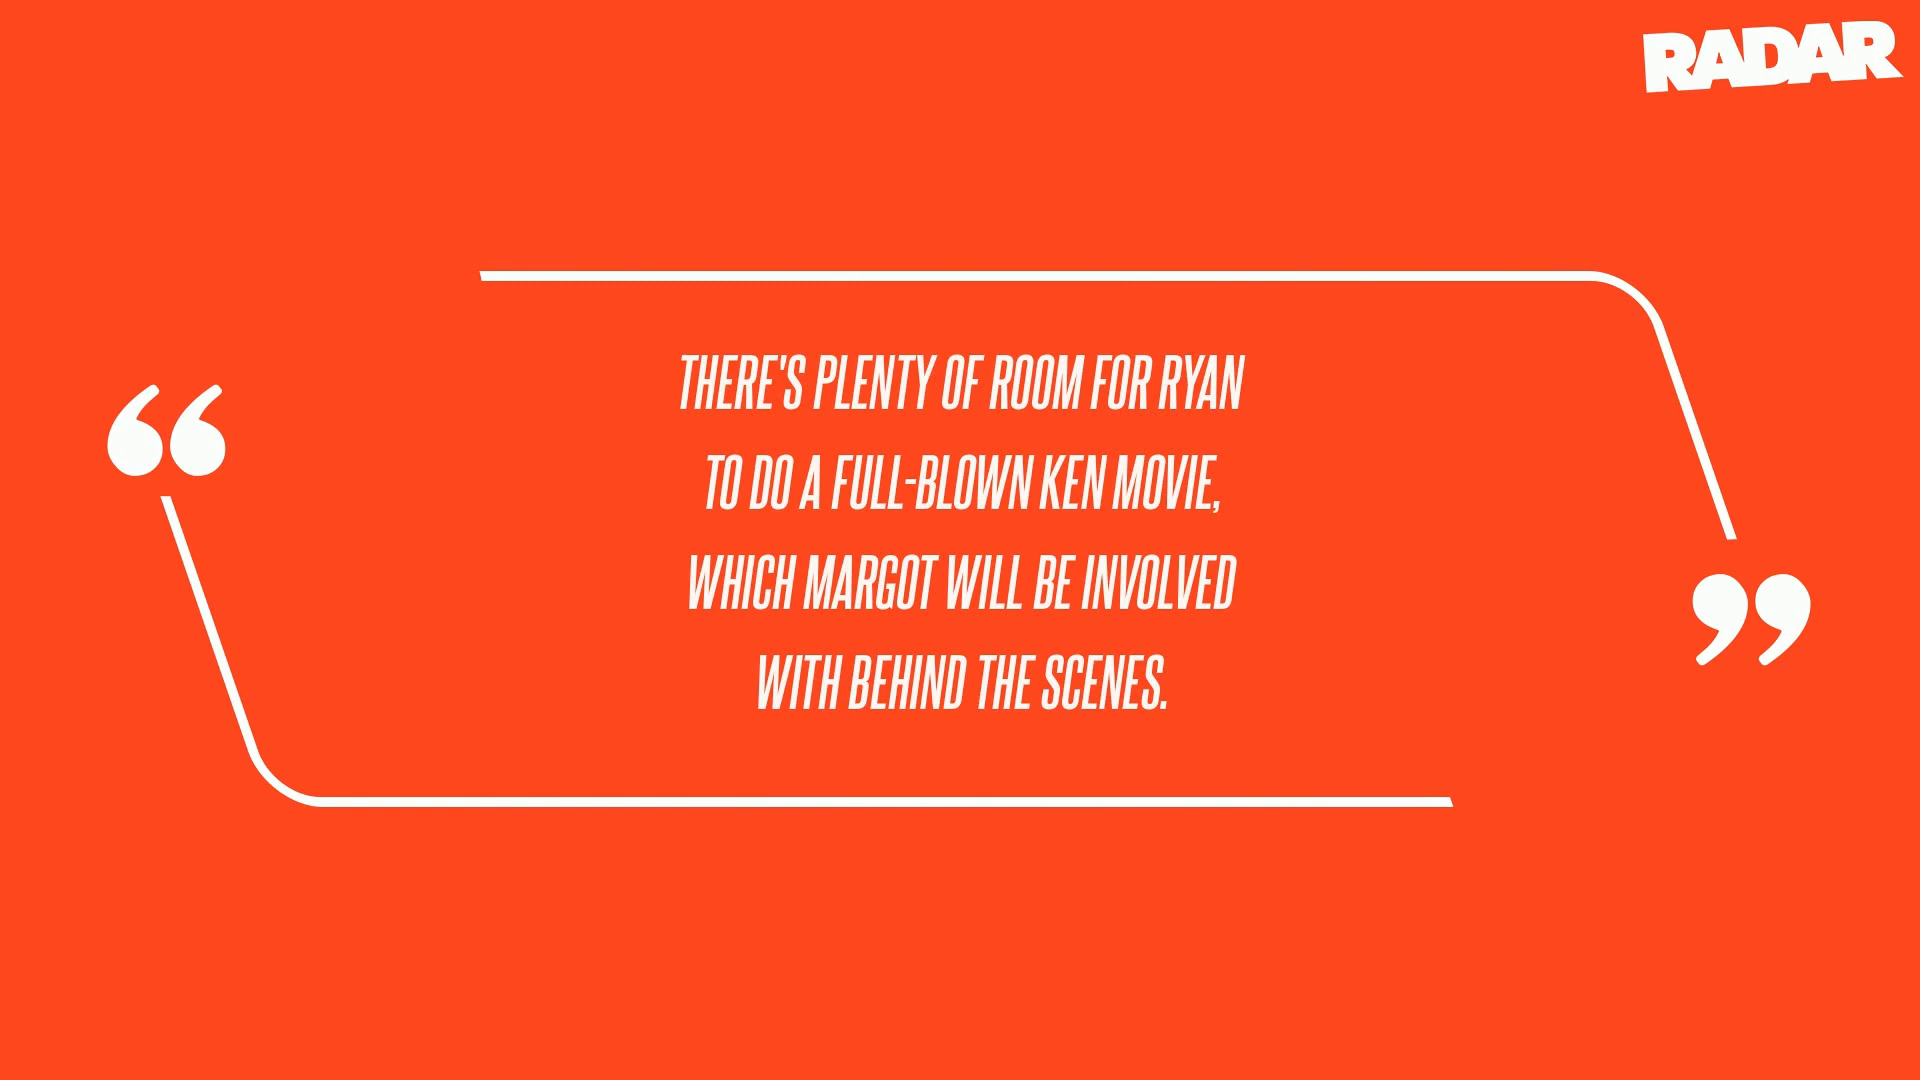 RADAR
“
THERE'S PLENTY OF ROOM FOR RYAN
TO DO A FULL-BLOWN KEN MOVIE,
WHICH MARGOT WILL BE INVOLVED
WITH BEHIND THE SCENES.
”